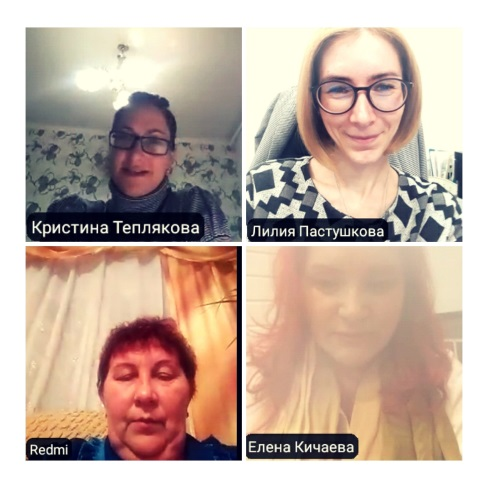 Кристина Теплякова
Лилия Пастушкова
Redmi
Елена Кичаева